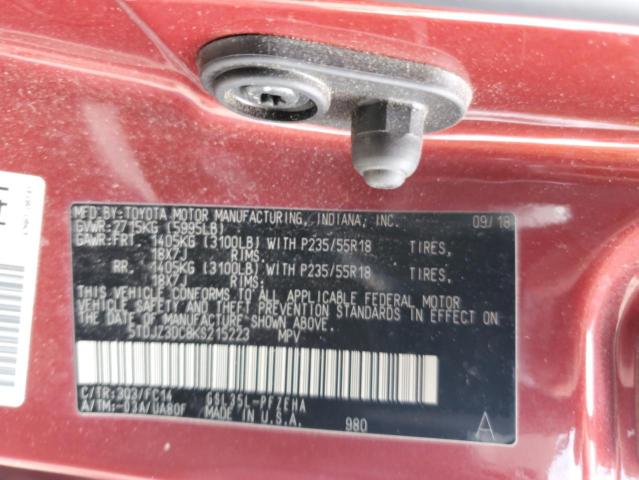 MFD.BY:TOYOTA MOTOR MANUFACTURING, INDIANA, INC. 09/18
GVWR:2715KG (5995LB)
GAWR:FRT. 1405KG (3100LB) WITH P235/55R18 TIRES,
18X7J RIMS.
RR. 1405KG (3100LB) WITH P235/55R18 TIRES,
18X7J RIMS.
THIS VEHICLE CONFORMS TO ALL APPLICABLE FEDERAL MOTOR
VEHICLE SAFETY AND THEFT PREVENTION STANDARDS IN EFFECT
ON THE DATE OF MANUFACTURE SHOWN ABOVE.
5TDJZ3DC8KS215223 MPV
C/TR:3Q3/FC14 GSL35L-PFZENA
A/TM:-03A/UA80F MADE IN U.S.A. 980 A